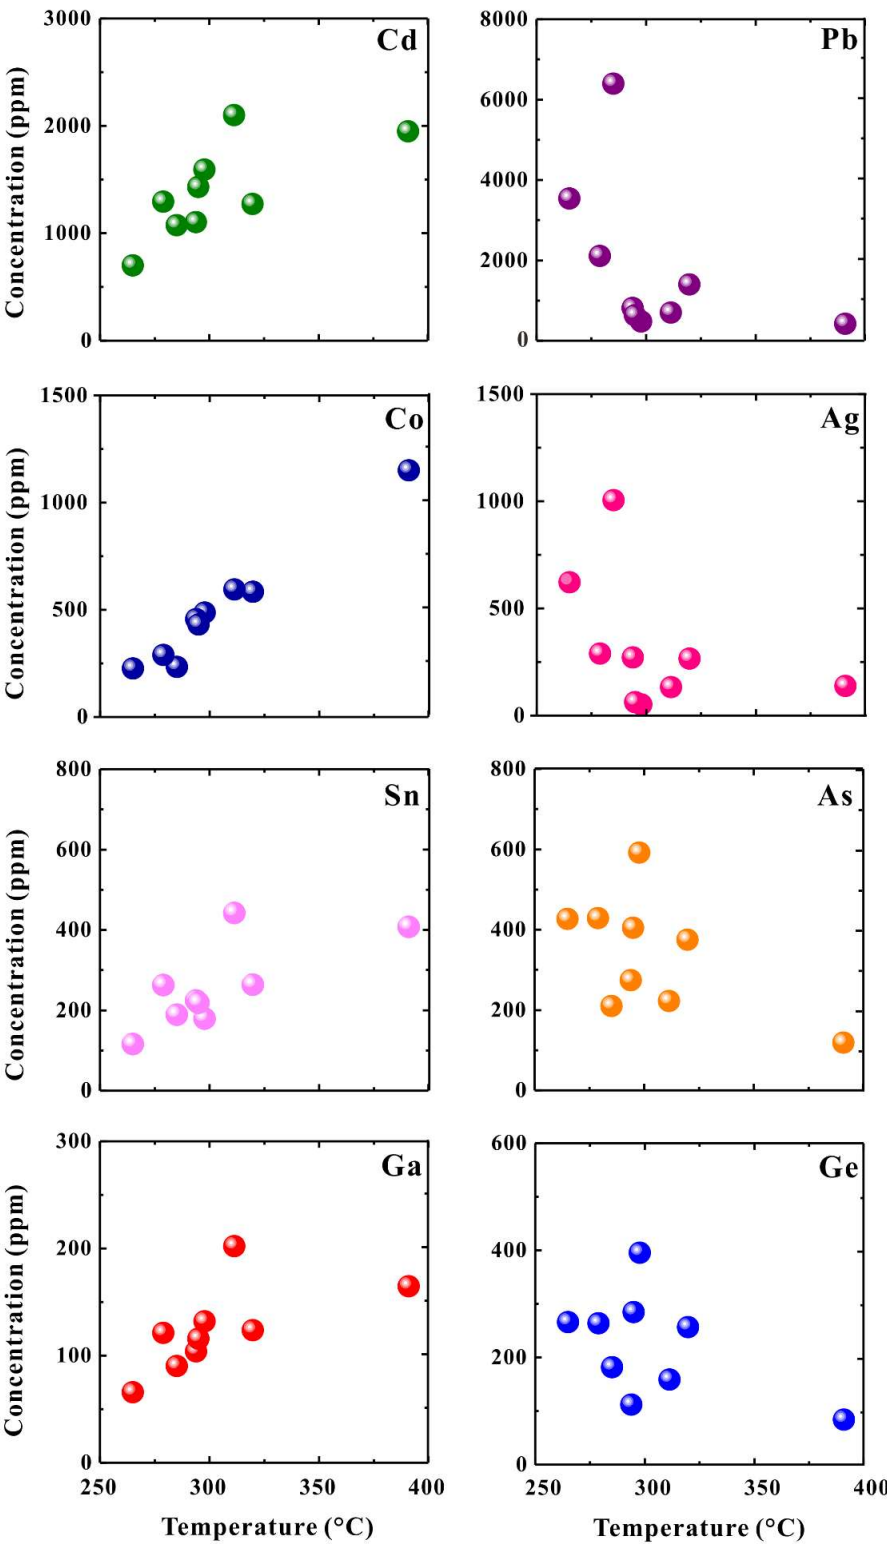 3000
Cd
2000
1000
0
Concentration (ppm)
8000
Pb
6000
4000
2000
0
1500
Co
1000
500
0
Concentration (ppm)
1500
Ag
1000
500
0
800
Sn
600
400
200
0
Concentration (ppm)
800
As
600
400
200
0
300
Ga
200
100
0
Concentration (ppm)
250 300 350 400
Temperature (°C)
600
Ge
400
200
0
250 300 350 400
Temperature (°C)